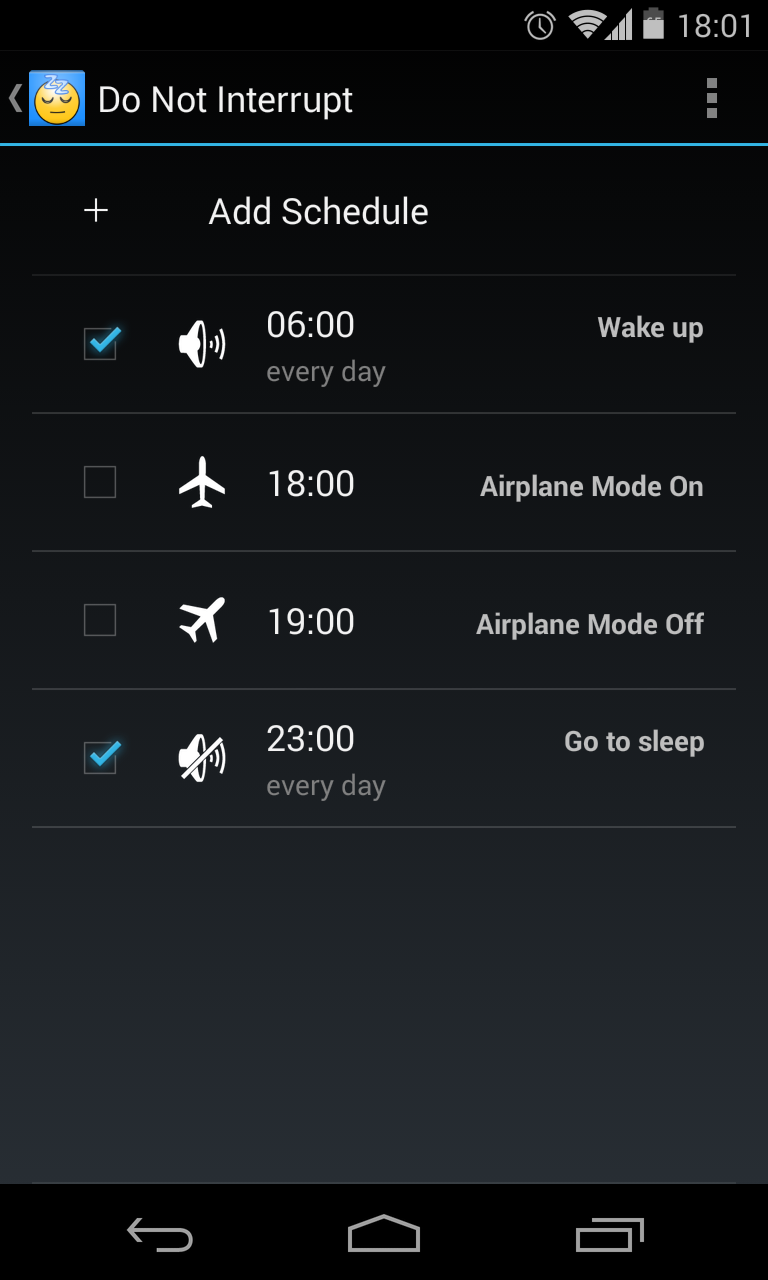 18:01
Do Not Interrupt
+ Add Schedule
06:00 Wake up
every day
18:00 Airplane Mode On
19:00 Airplane Mode Off
23:00 Go to sleep
every day